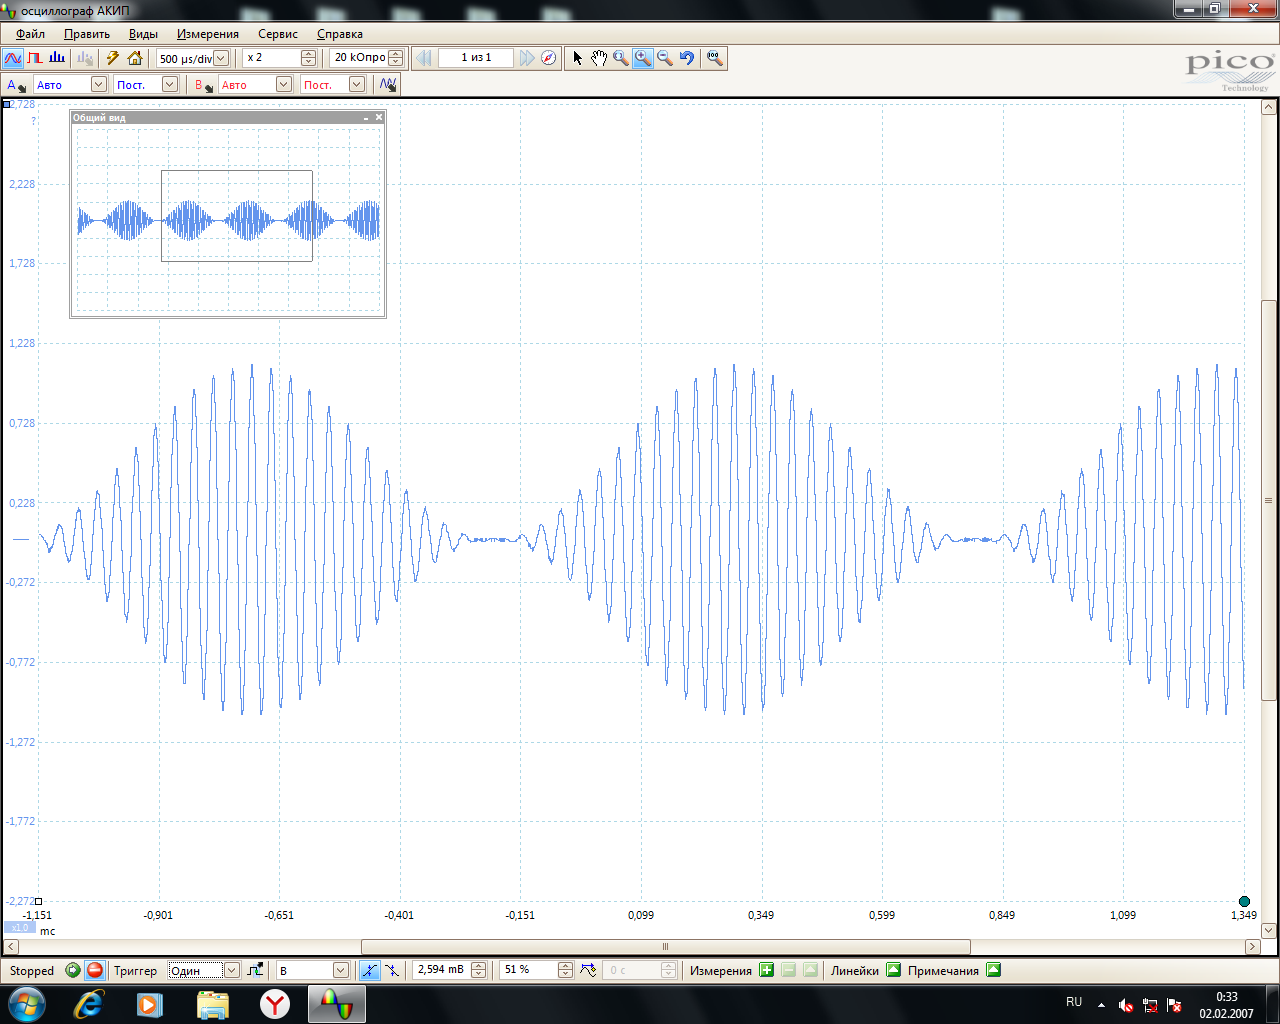 осциллограф АКИП
Файл Править Виды Измерения Сервис Справка
500 µs/div x 2 20 kОпро 1 из 1
pico
Technology
A Авто Пост. B Авто Пост.
2,728
?
Общий вид
2,228
1,728
1,228
0,728
0,228
-0,272
-0,772
-1,272
-1,772
-2,272
-1,151 -0,901 -0,651 -0,401 -0,151 0,099 0,349 0,599 0,849 1,099 1,349
x1.0
mc
Stopped Триггер Один B 2,594 mB 51 % 0 c Измерения Линейки Примечания
RU
0:33
02.02.2007